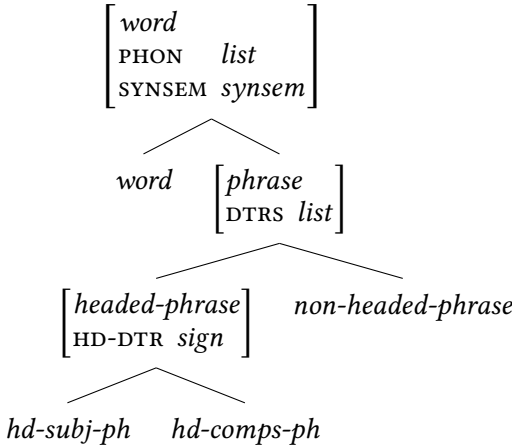 word
PHON list
SYNSEM synsem
word
phrase
DTRS list
headed-phrase
HD-DTR sign
non-headed-phrase
hd-subj-ph hd-comps-ph